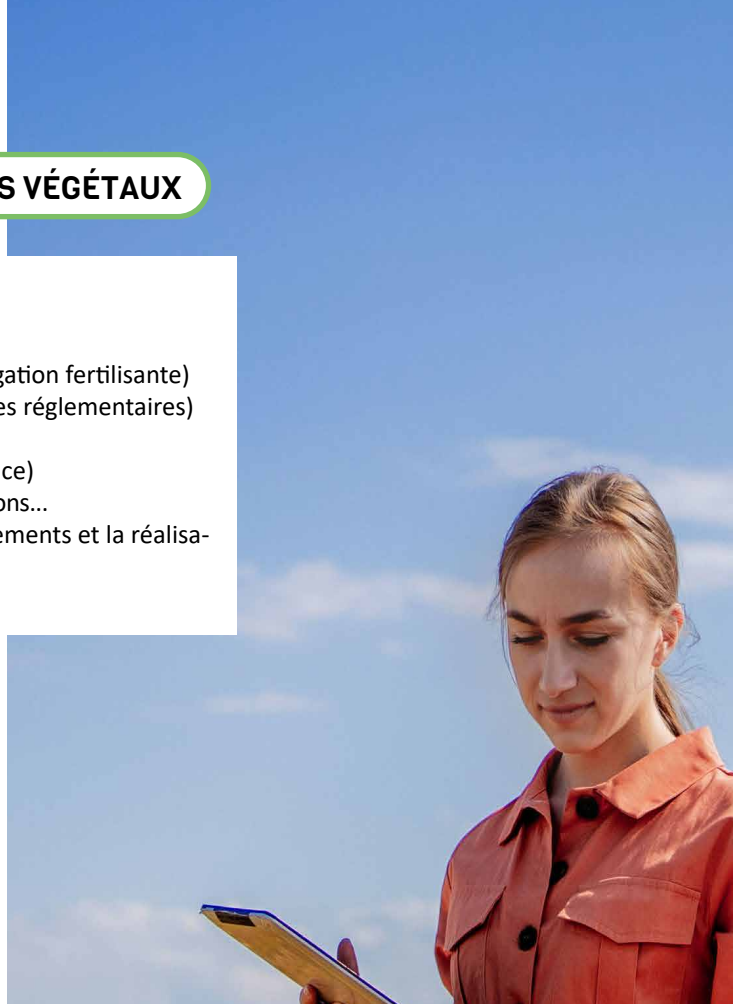 S VÉGÉTAUX
gation fertilisante)
es réglementaires)
ce)
ons...
ements et la réalisa-